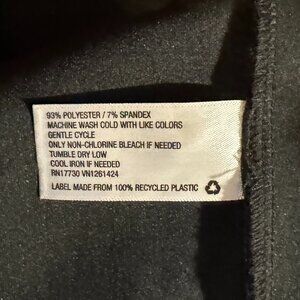 93% POLYESTER / 7% SPANDEX
MACHINE WASH COLD WITH LIKE COLORS
GENTLE CYCLE
ONLY NON-CHLORINE BLEACH IF NEEDED
TUMBLE DRY LOW
COOL IRON IF NEEDED
RN17730 VN1261424
LABEL MADE FROM 100% RECYCLED PLASTIC